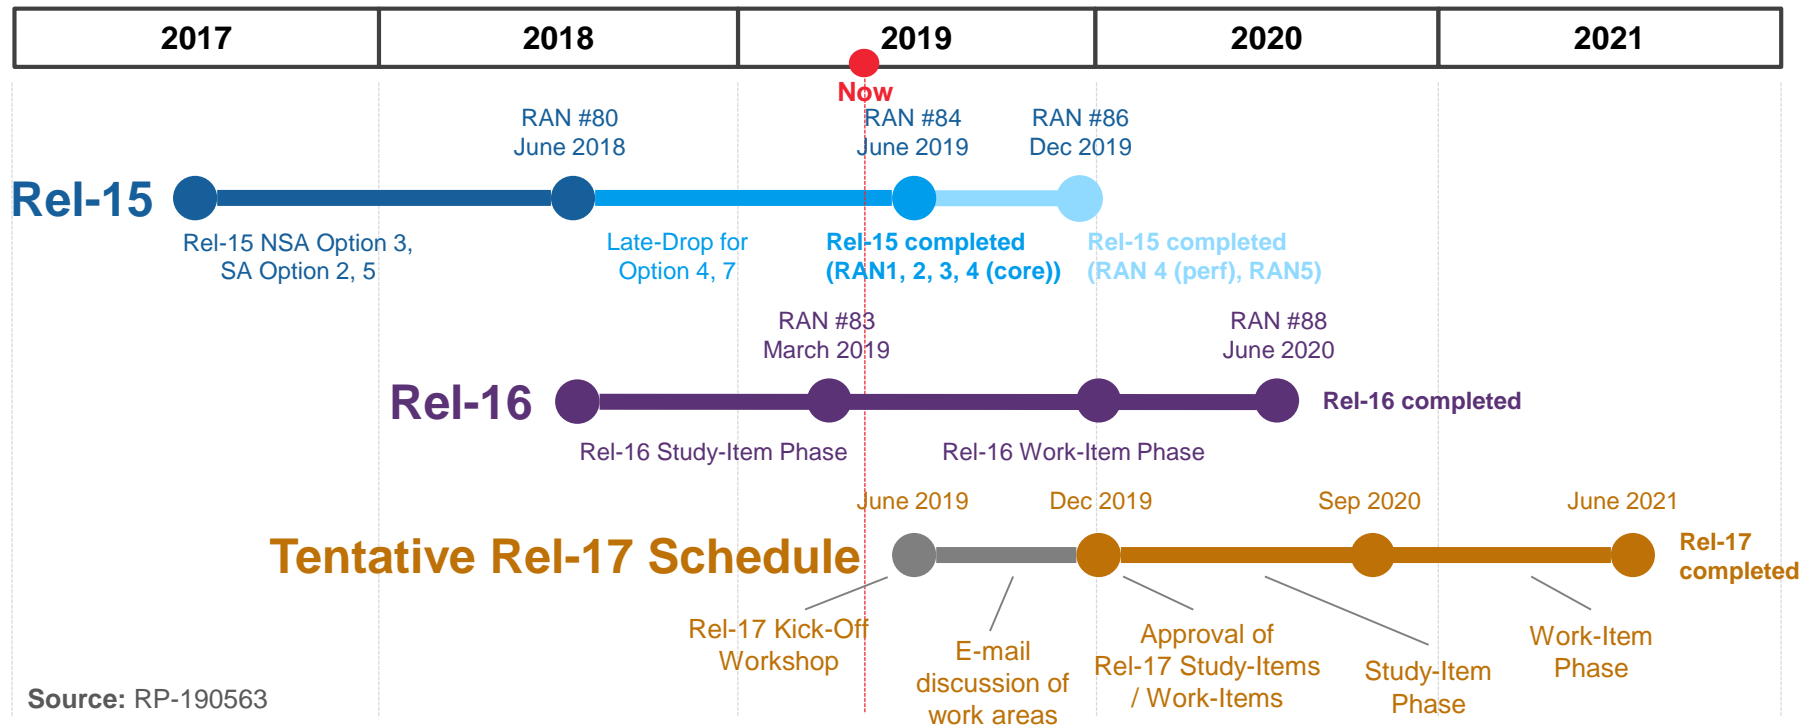 2017
2018
2019
2020
2021
Now
RAN #80
June 2018
RAN #84
June 2019
RAN #86
Dec 2019
Rel-15
Rel-15 NSA Option 3,
SA Option 2, 5
Late-Drop for
Option 4, 7
Rel-15 completed
(RAN1, 2, 3, 4 (core))
Rel-15 completed
(RAN 4 (perf), RAN5)
RAN #83
March 2019
RAN #88
June 2020
Rel-16
Rel-16 completed
Rel-16 Study-Item Phase
Rel-16 Work-Item Phase
June 2019
Dec 2019
Sep 2020
June 2021
Tentative Rel-17 Schedule
Rel-17
completed
Rel-17 Kick-Off
Workshop
E-mail
discussion of
work areas
Approval of
Rel-17 Study-Items
/ Work-Items
Study-Item
Phase
Work-Item
Phase
Source: RP-190563